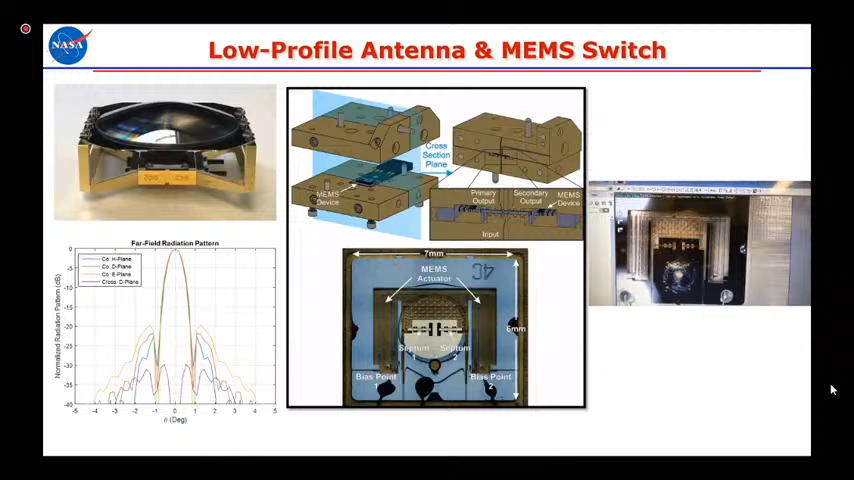 NASA
Low-Profile Antenna & MEMS Switch
Cross
Section
Plane
MEMS
Device
Primary
Output
Secondary
Output
MEMS
Device
Input
Far-Field Radiation Pattern
Co: H-Plane
Co: D-Plane
Co: E-Plane
Cross: D-Plane
Normalized Radiation Pattern (dB)
0
-5
-10
-15
-20
-25
-30
-35
-40
-5 -4 -3 -2 -1 0 1 2 3 4 5
θ (Deg)
7mm
MEMS
Actuator
4C
6mm
Septum
1
Septum
2
Bias Point
1
Bias Point
2